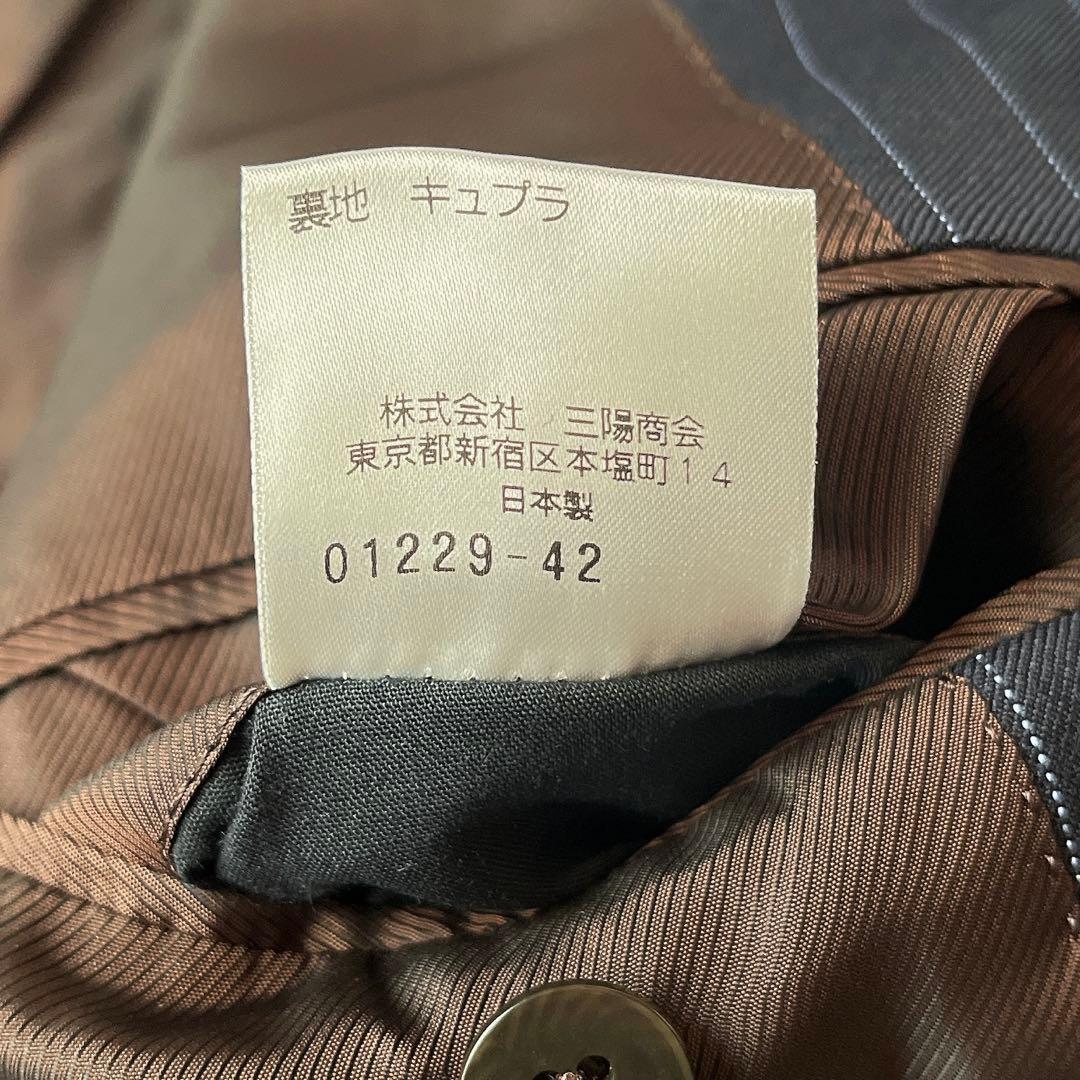 裏地 キュプラ
株式会社 三陽商会
東京都新宿区本塩町14
日本製
01229-42